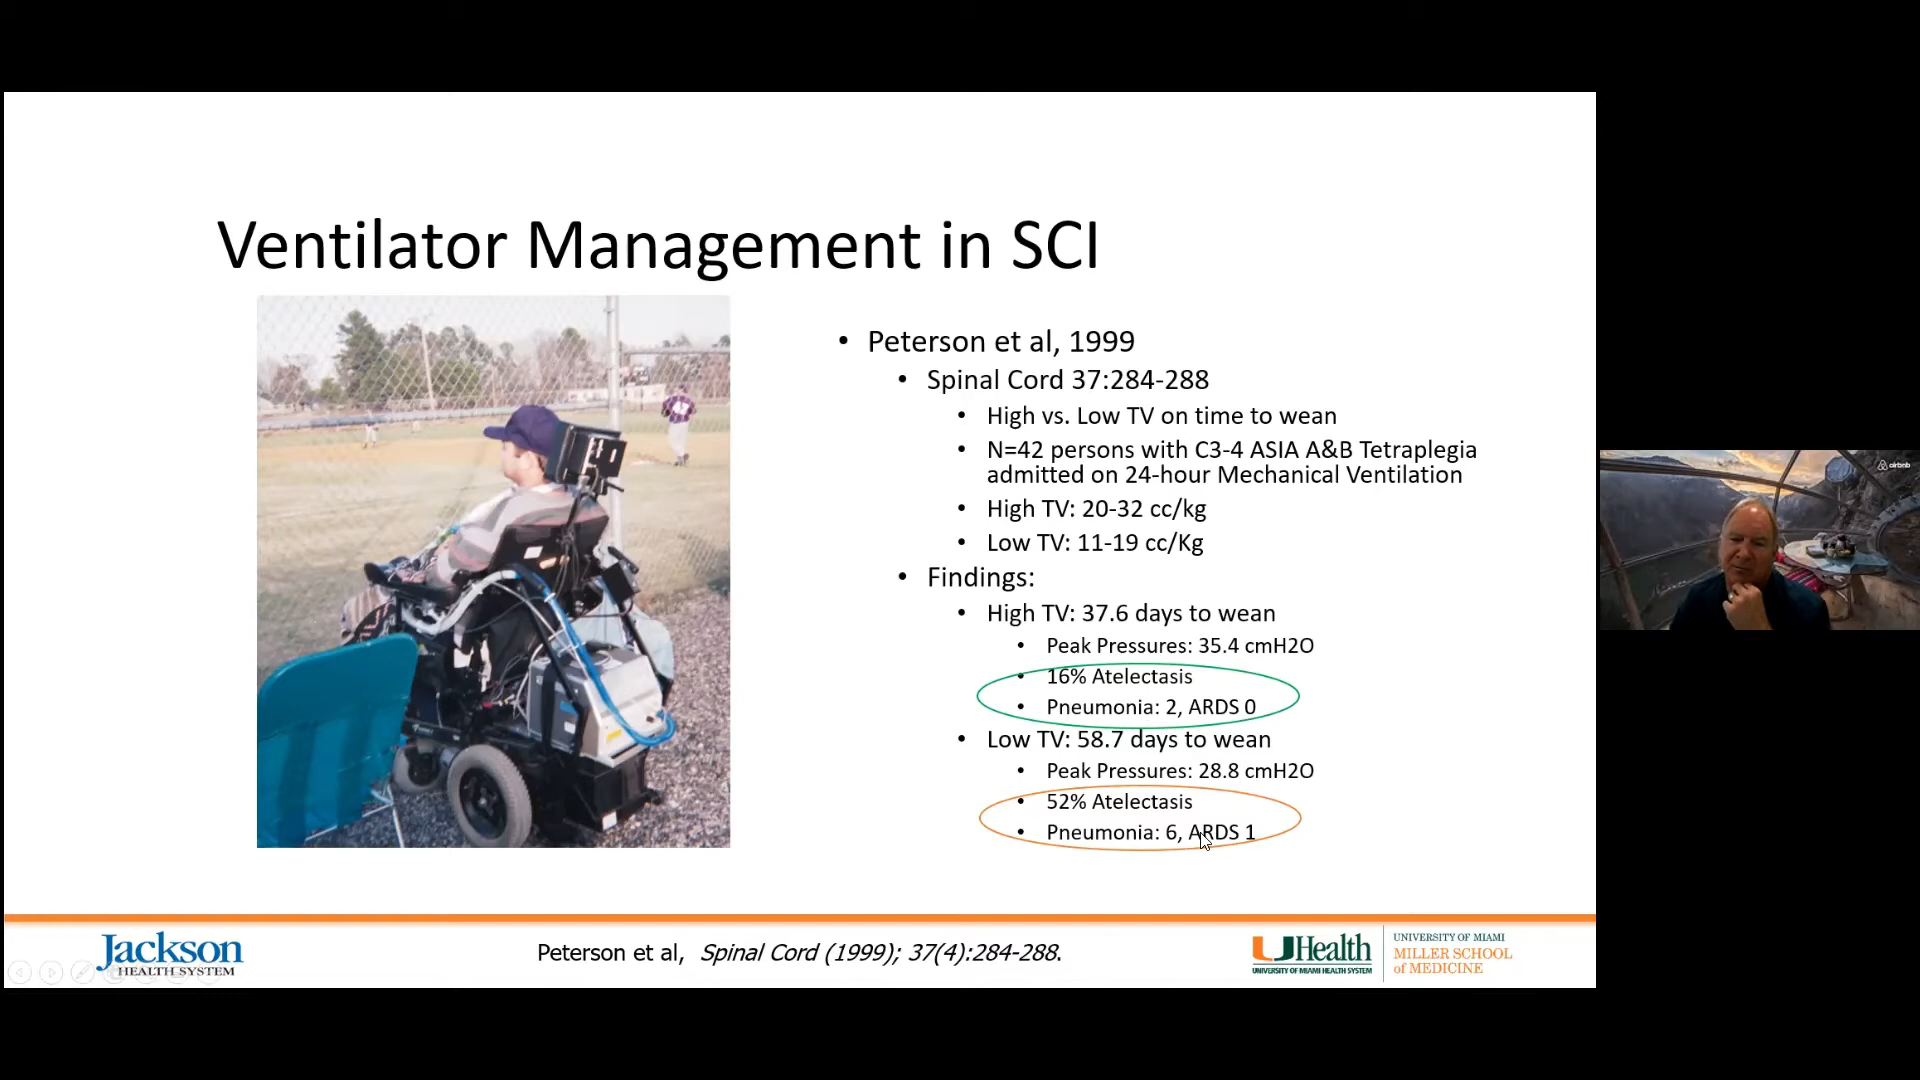 Ventilator Management in SCI
• Peterson et al, 1999
• Spinal Cord 37:284-288
• High vs. Low TV on time to wean
• N=42 persons with C3-4 ASIA A&B Tetraplegia
admitted on 24-hour Mechanical Ventilation
• High TV: 20-32 cc/kg
• Low TV: 11-19 cc/Kg
• Findings:
• High TV: 37.6 days to wean
• Peak Pressures: 35.4 cmH2O
• 16% Atelectasis
• Pneumonia: 2, ARDS 0
• Low TV: 58.7 days to wean
• Peak Pressures: 28.8 cmH2O
• 52% Atelectasis
• Pneumonia: 6, ARDS 1
47
airbnb
Jackson
HEALTH SYSTEM
Peterson et al, Spinal Cord (1999); 37(4):284-288.
UHealth
UNIVERSITY OF MIAMI HEALTH SYSTEM
UNIVERSITY OF MIAMI
MILLER SCHOOL
of MEDICINE